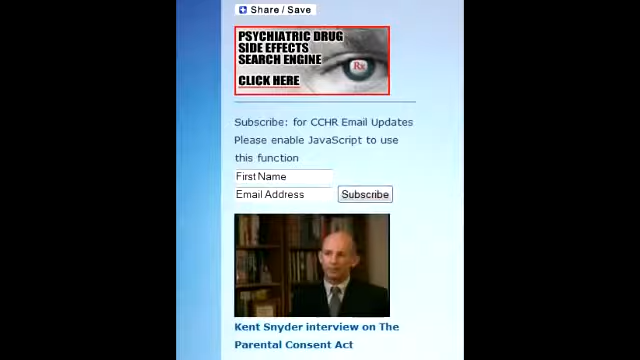 Share / Save
PSYCHIATRIC DRUG
SIDE EFFECTS
SEARCH ENGINE
Rx
CLICK HERE
Subscribe: for CCHR Email Updates
Please enable JavaScript to use
this function
First Name
Email Address
Subscribe
Kent Snyder interview on The
Parental Consent Act